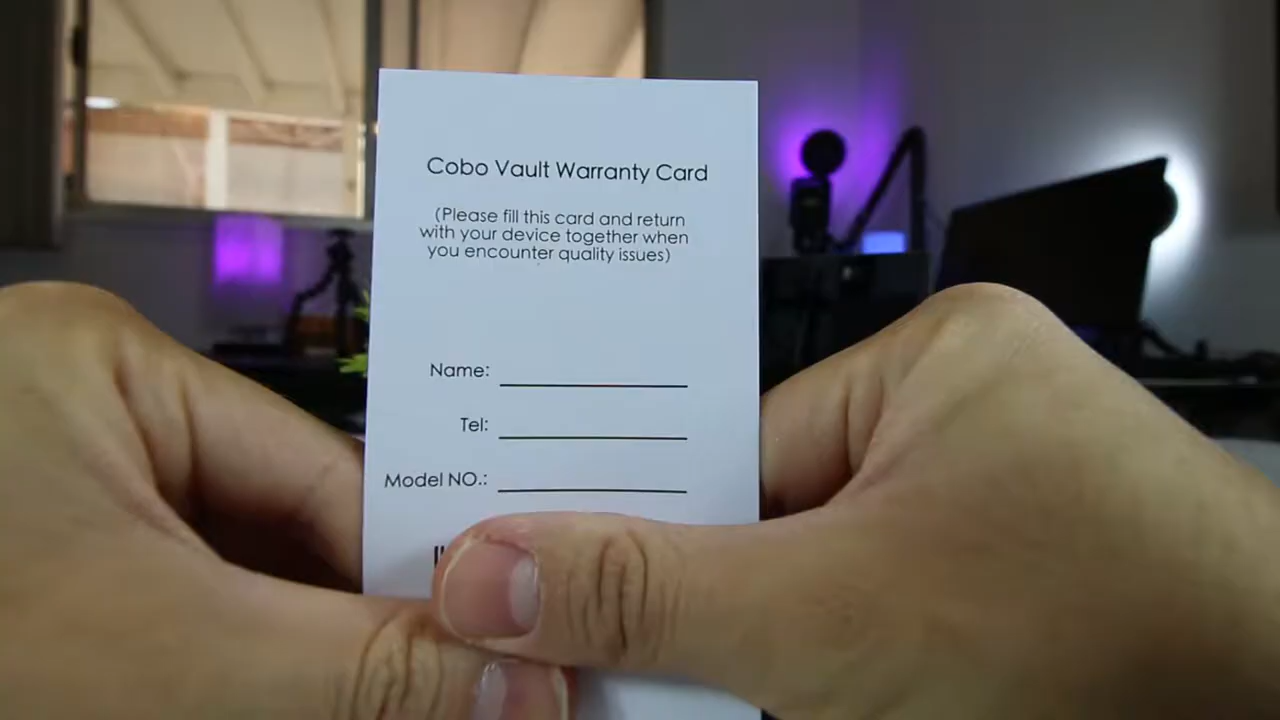 Cobo Vault Warranty Card
(Please fill this card and return
with your device together when
you encounter quality issues)
Name:
Tel:
Model NO.: